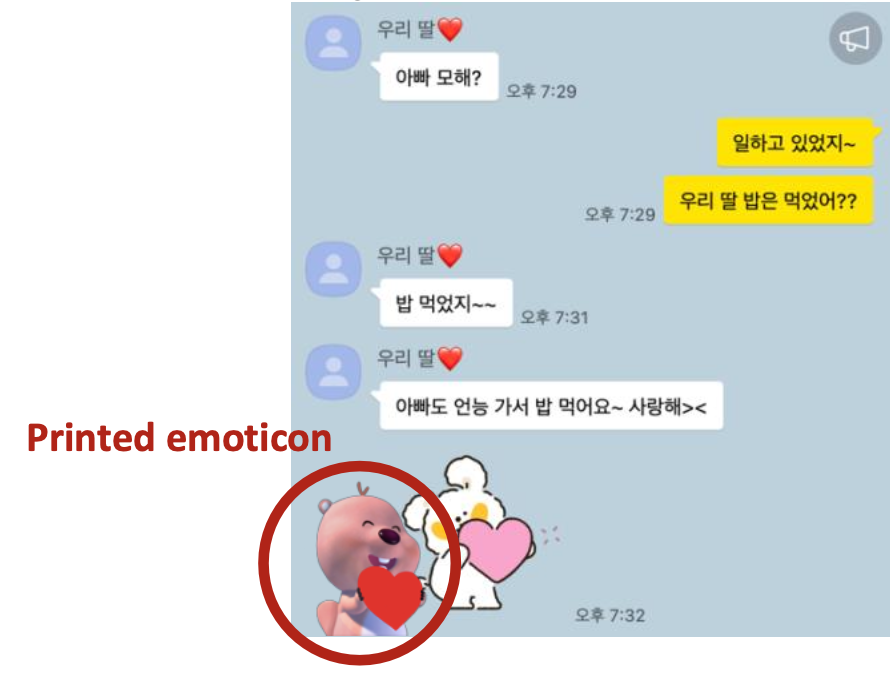 우리 딸❤️
아빠 모해?
오후 7:29
일하고 있었지~
우리 딸 밥은 먹었어??
오후 7:29
우리 딸❤️
밥 먹었지~~
오후 7:31
우리 딸❤️
아빠도 언능 가서 밥 먹어요~ 사랑해><
Printed emoticon
오후 7:32